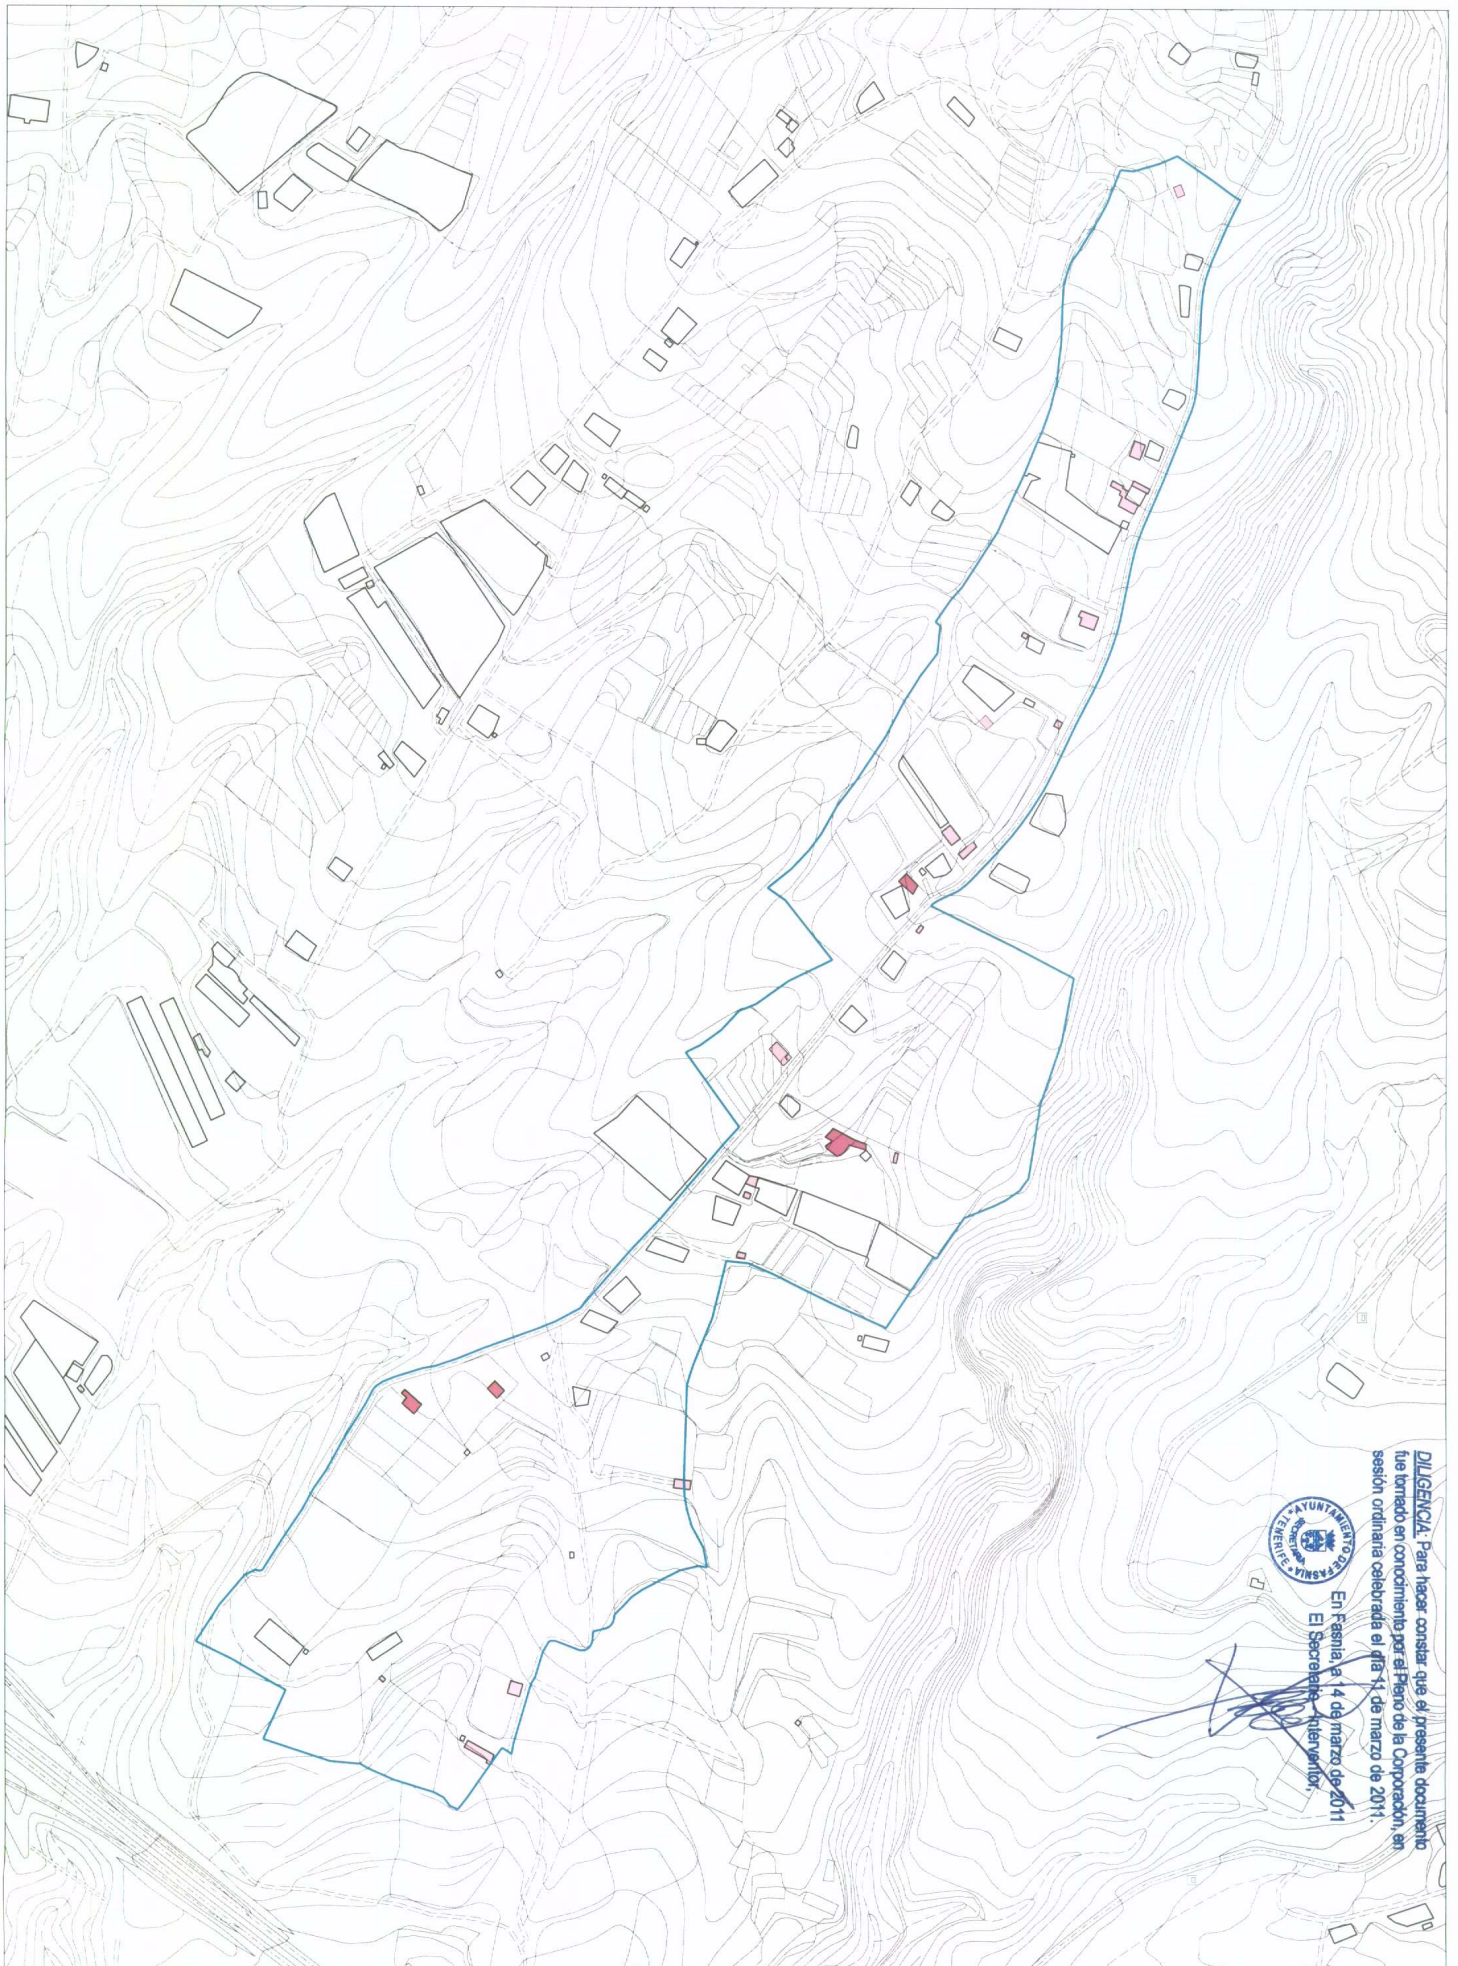 DILIGENCIA: Para hacer constar que el presente documento
fue tomado en conocimiento por el Pleno de la Corporación, en
sesión ordinaria celebrada el día 11 de marzo de 2011.
En Fasnia, a 14 de marzo de 2011
El Secretario-Interventor,
AYUNTAMIENTO DE FASNIA
SECRETARIA
TENERIFE